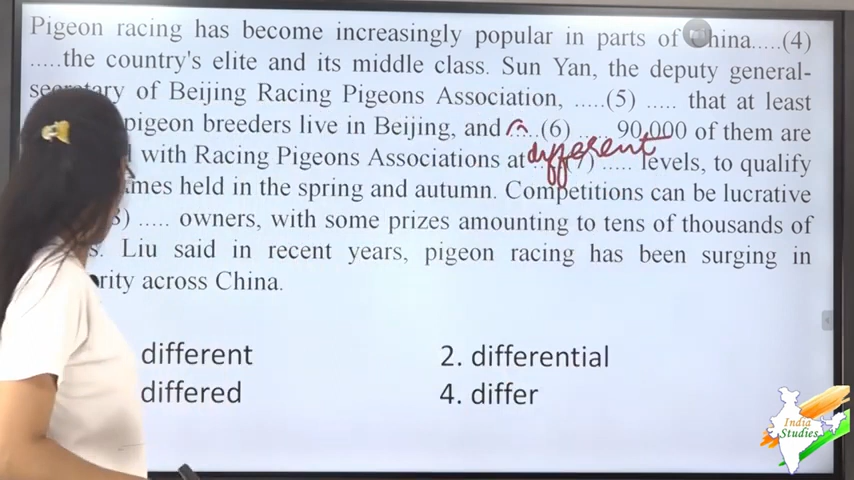 Pigeon racing has become increasingly popular in parts of China.....(4)
.....the country's elite and its middle class. Sun Yan, the deputy general-
of Beijing Racing Pigeons Association, .....(5) ..... that at least
pigeon breeders live in Beijing, and .....(6) ..... 90,000 of them are
with Racing Pigeons Associations at different (7) ..... levels, to qualify
held in the spring and autumn. Competitions can be lucrative
..... owners, with some prizes amounting to tens of thousands of
Liu said in recent years, pigeon racing has been surging in
across China.
different
2. differential
differed
4. differ
India
Studies